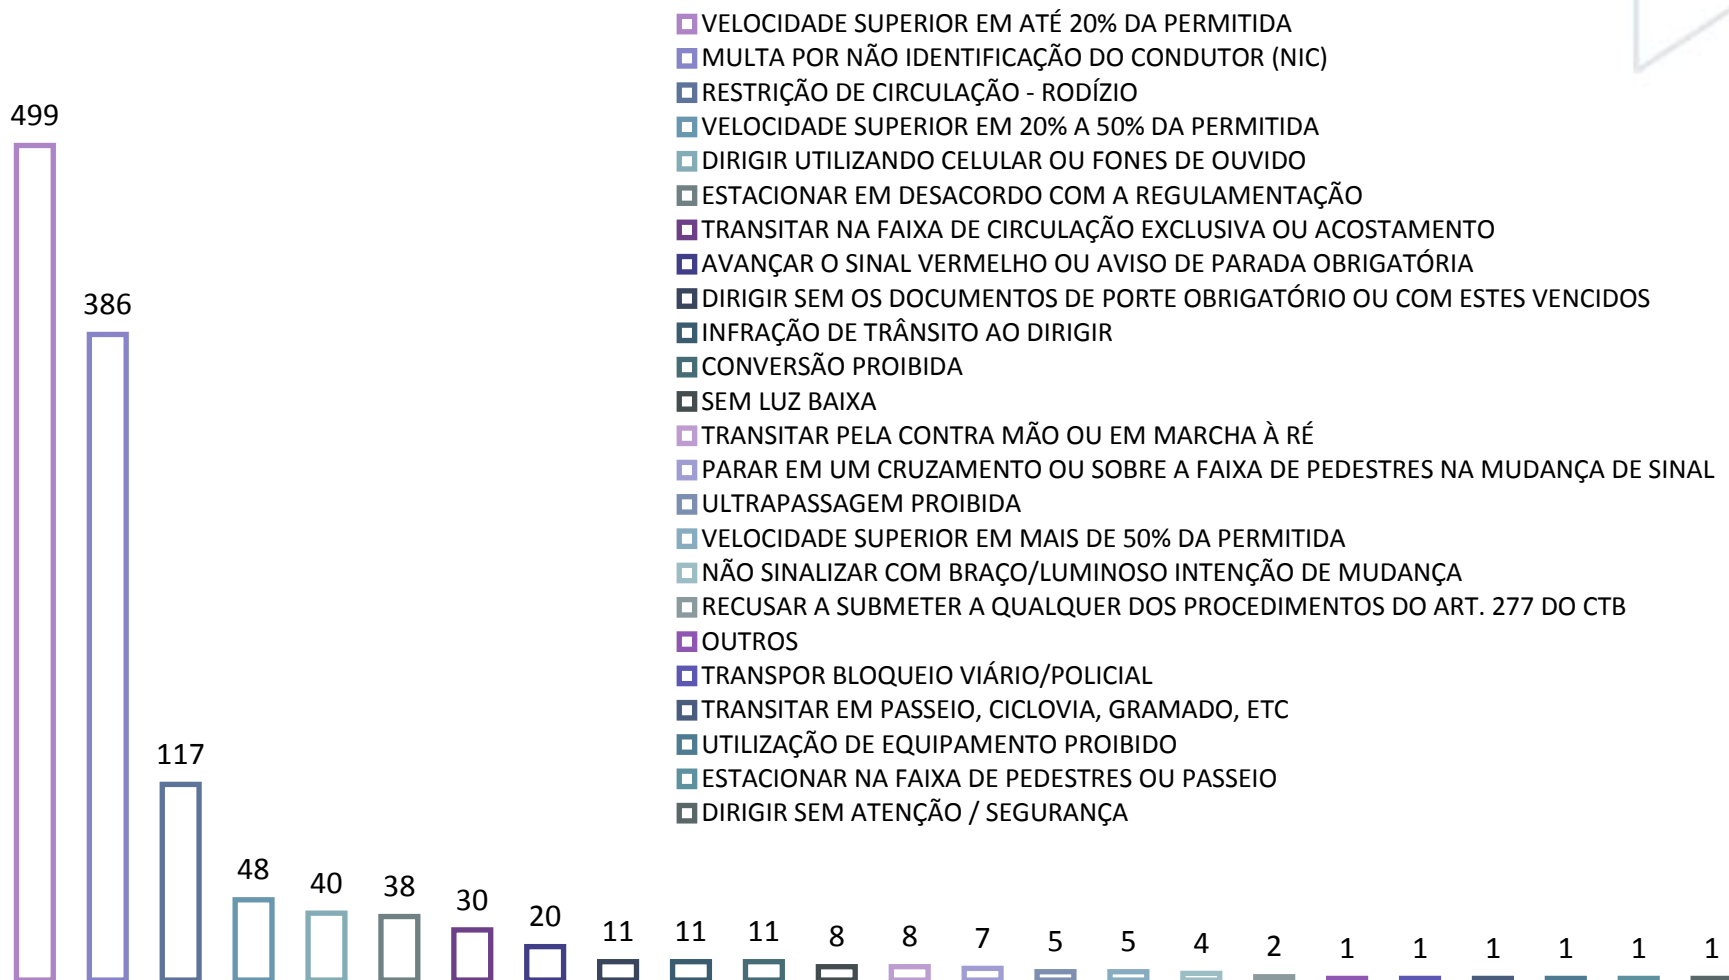 VELOCIDADE SUPERIOR EM ATÉ 20% DA PERMITIDA
MULTA POR NÃO IDENTIFICAÇÃO DO CONDUTOR (NIC)
RESTRIÇÃO DE CIRCULAÇÃO - RODÍZIO
VELOCIDADE SUPERIOR EM 20% A 50% DA PERMITIDA
DIRIGIR UTILIZANDO CELULAR OU FONES DE OUVIDO
ESTACIONAR EM DESACORDO COM A REGULAMENTAÇÃO
TRANSITAR NA FAIXA DE CIRCULAÇÃO EXCLUSIVA OU ACOSTAMENTO
AVANÇAR O SINAL VERMELHO OU AVISO DE PARADA OBRIGATÓRIA
DIRIGIR SEM OS DOCUMENTOS DE PORTE OBRIGATÓRIO OU COM ESTES VENCIDOS
INFRAÇÃO DE TRÂNSITO AO DIRIGIR
CONVERSÃO PROIBIDA
SEM LUZ BAIXA
TRANSITAR PELA CONTRA MÃO OU EM MARCHA À RÉ
PARAR EM UM CRUZAMENTO OU SOBRE A FAIXA DE PEDESTRES NA MUDANÇA DE SINAL
ULTRAPASSAGEM PROIBIDA
VELOCIDADE SUPERIOR EM MAIS DE 50% DA PERMITIDA
NÃO SINALIZAR COM BRAÇO/LUMINOSO INTENÇÃO DE MUDANÇA
RECUSAR A SUBMETER A QUALQUER DOS PROCEDIMENTOS DO ART. 277 DO CTB
OUTROS
TRANSPOR BLOQUEIO VIÁRIO/POLICIAL
TRANSITAR EM PASSEIO, CICLOVIA, GRAMADO, ETC
UTILIZAÇÃO DE EQUIPAMENTO PROIBIDO
ESTACIONAR NA FAIXA DE PEDESTRES OU PASSEIO
DIRIGIR SEM ATENÇÃO / SEGURANÇA
499
386
117
48
40
38
30
20
11
11
11
8
8
7
5
5
4
2
1
1
1
1
1
1